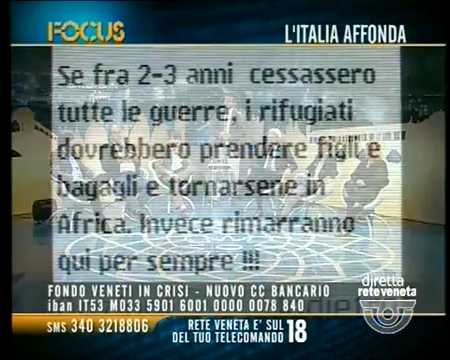 FOCUS
L'ITALIA AFFONDA
Se fra 2-3 anni cessassero
tutte le guerre, i rifugiati
dovrebbero prendere figli e
bagagli e tornarsene in
Africa. Invece rimarranno
qui per sempre !!!
diretta
reteveneta
FONDO VENETI IN CRISI - NUOVO CC BANCARIO
iban IT53 M033 5901 6001 0000 0078 840
SMS 340 3218806
RETE VENETA E' SUL
DEL TUO TELECOMANDO 18